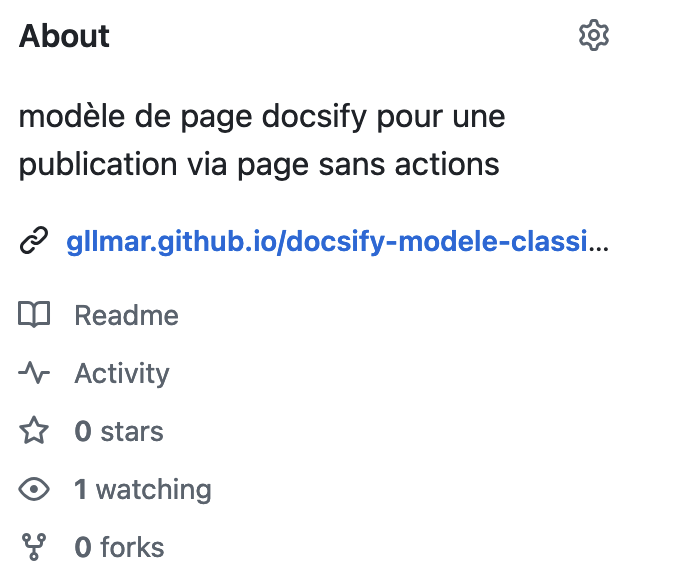 About
modèle de page docsify pour une
publication via page sans actions
gllmar.github.io/docsify-modele-classi...
Readme
Activity
0 stars
1 watching
0 forks